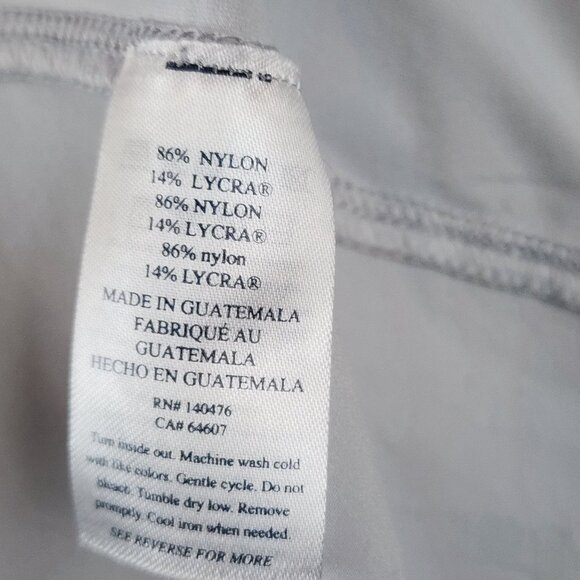 86% NYLON
14% LYCRA®
86% NYLON
14% LYCRA®
86% nylon
14% LYCRA®
MADE IN GUATEMALA
FABRIQUÉ AU
GUATEMALA
HECHO EN GUATEMALA
RN# 140476
CA# 64607
Turn inside out. Machine wash cold
with like colors. Gentle cycle. Do not
bleach. Tumble dry low. Remove
promptly. Cool iron when needed.
SEE REVERSE FOR MORE